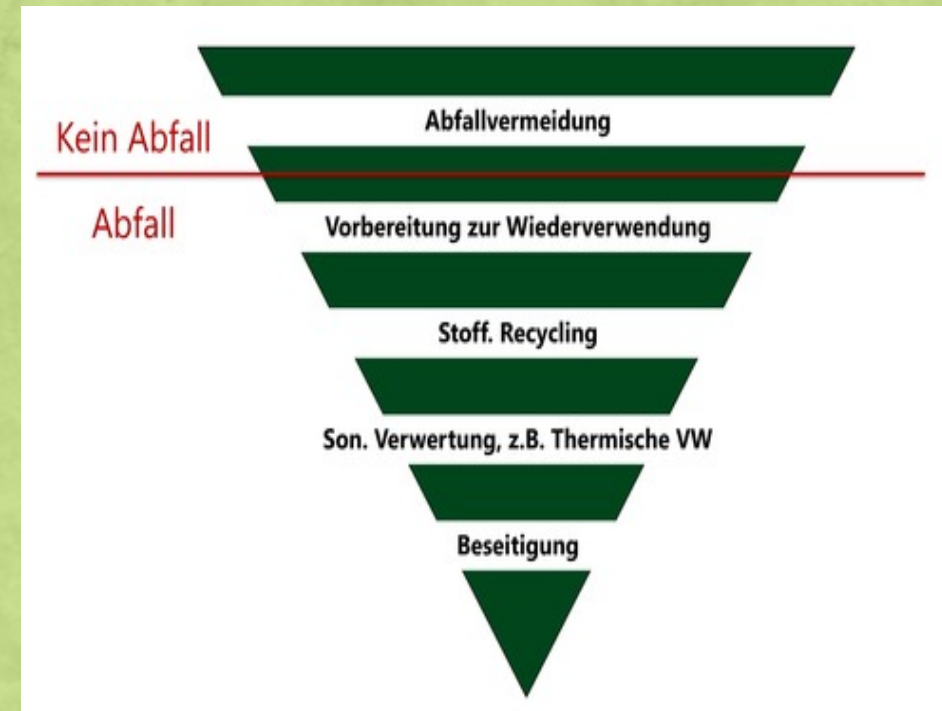 Abfallvermeidung
Kein Abfall
Abfall
Vorbereitung zur Wiederverwendung
Stoff. Recycling
Son. Verwertung, z.B. Thermische VW
Beseitigung